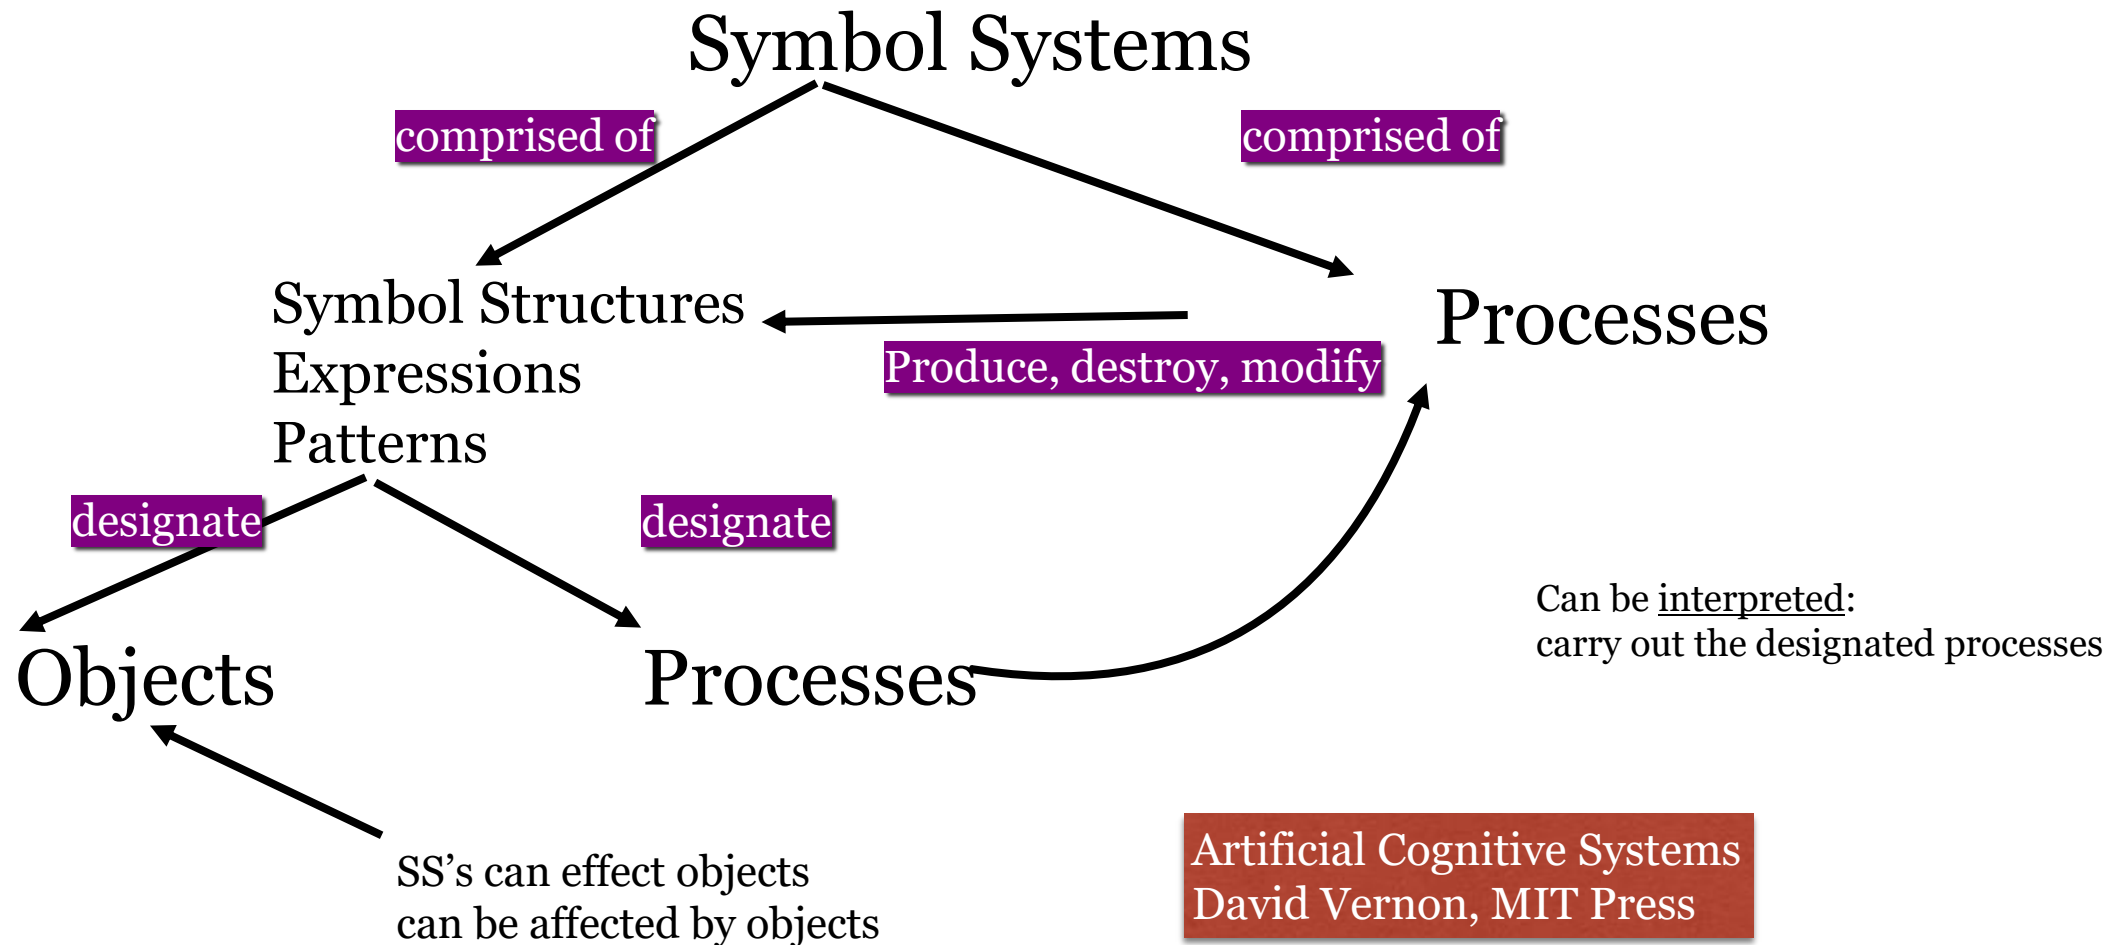 Symbol Systems
comprised of
comprised of
Symbol Structures
Expressions
Patterns
Processes
Produce, destroy, modify
designate
designate
Objects
Processes
Can be interpreted:
carry out the designated processes
SS’s can effect objects
can be affected by objects
Artificial Cognitive Systems
David Vernon, MIT Press